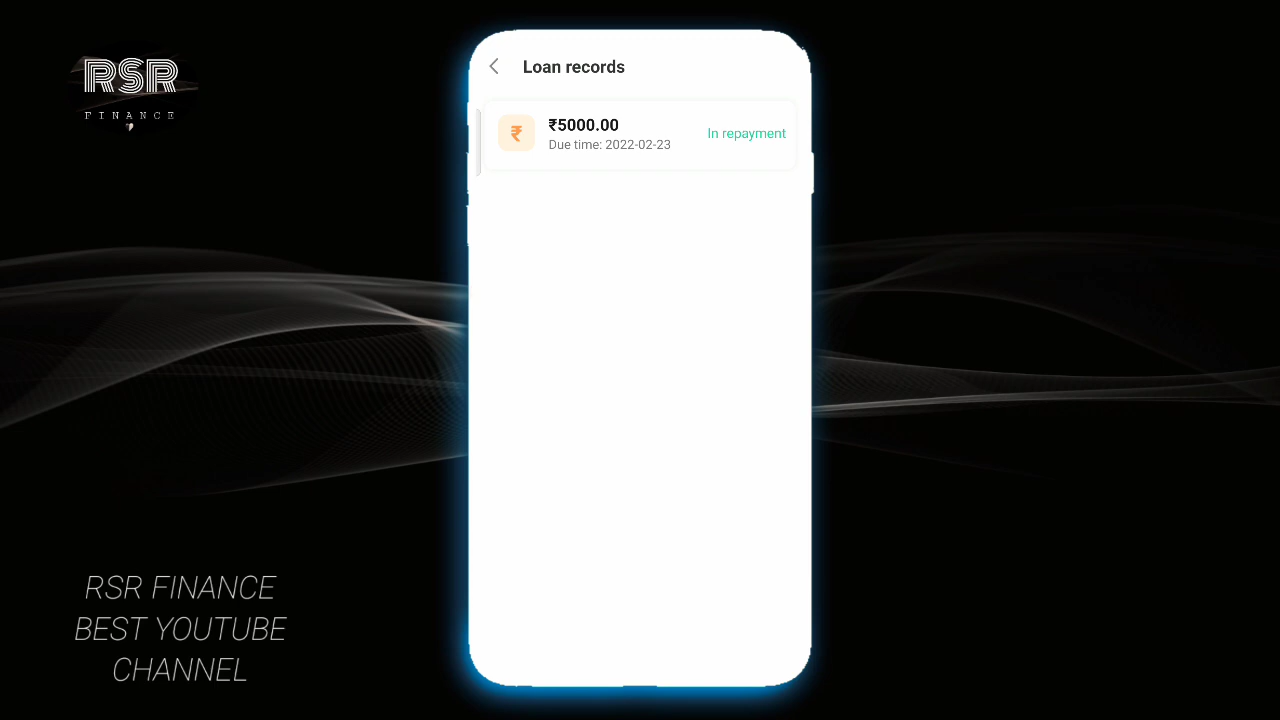 RSR
FINANCE
Loan records
₹
₹5000.00
Due time: 2022-02-23
In repayment
RSR FINANCE
BEST YOUTUBE
CHANNEL